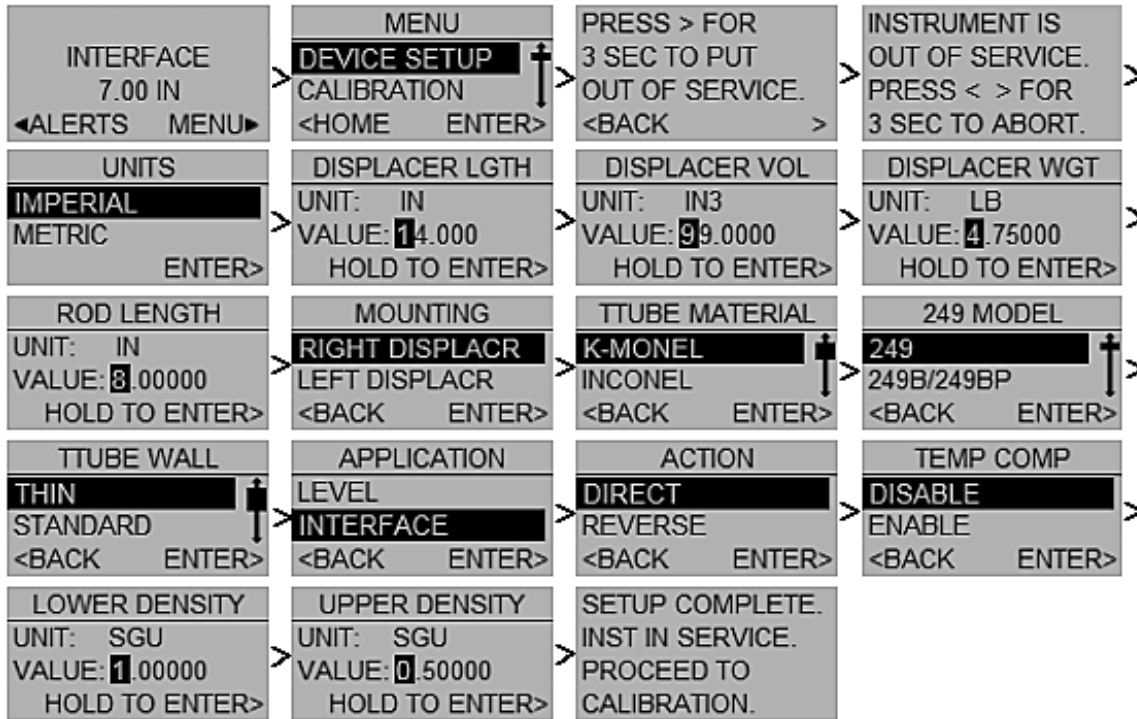 INTERFACE
7.00 IN
◄ALERTS MENU►
>
MENU
DEVICE SETUP
CALIBRATION
<HOME ENTER>
>
PRESS > FOR
3 SEC TO PUT
OUT OF SERVICE.
<BACK >
>
INSTRUMENT IS
OUT OF SERVICE.
PRESS < > FOR
3 SEC TO ABORT.
>
UNITS
IMPERIAL
METRIC
ENTER>
>
DISPLACER LGTH
UNIT: IN
VALUE: 14.000
HOLD TO ENTER>
>
DISPLACER VOL
UNIT: IN3
VALUE: 99.0000
HOLD TO ENTER>
>
DISPLACER WGT
UNIT: LB
VALUE: 4.75000
HOLD TO ENTER>
>
ROD LENGTH
UNIT: IN
VALUE: 8.00000
HOLD TO ENTER>
>
MOUNTING
RIGHT DISPLACR
LEFT DISPLACR
<BACK ENTER>
>
TTUBE MATERIAL
K-MONEL
INCONEL
<BACK ENTER>
>
249 MODEL
249
249B/249BP
<BACK ENTER>
>
TTUBE WALL
THIN
STANDARD
<BACK ENTER>
>
APPLICATION
LEVEL
INTERFACE
<BACK ENTER>
>
ACTION
DIRECT
REVERSE
<BACK ENTER>
>
TEMP COMP
DISABLE
ENABLE
<BACK ENTER>
>
LOWER DENSITY
UNIT: SGU
VALUE: 1.00000
HOLD TO ENTER>
>
UPPER DENSITY
UNIT: SGU
VALUE: 0.50000
HOLD TO ENTER>
>
SETUP COMPLETE.
INST IN SERVICE.
PROCEED TO
CALIBRATION.